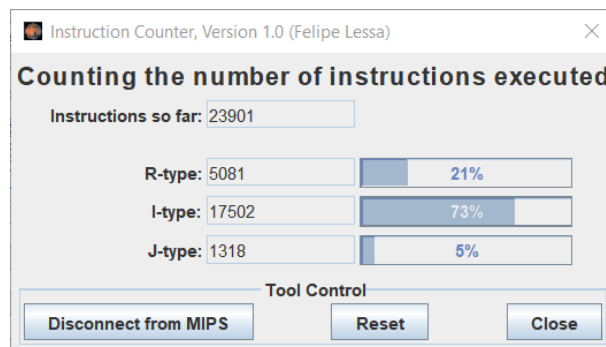 Instruction Counter, Version 1.0 (Felipe Lessa)
Counting the number of instructions executed
Instructions so far: 23901
R-type: 5081 21%
I-type: 17502 73%
J-type: 1318 5%
Tool Control
Disconnect from MIPS Reset Close